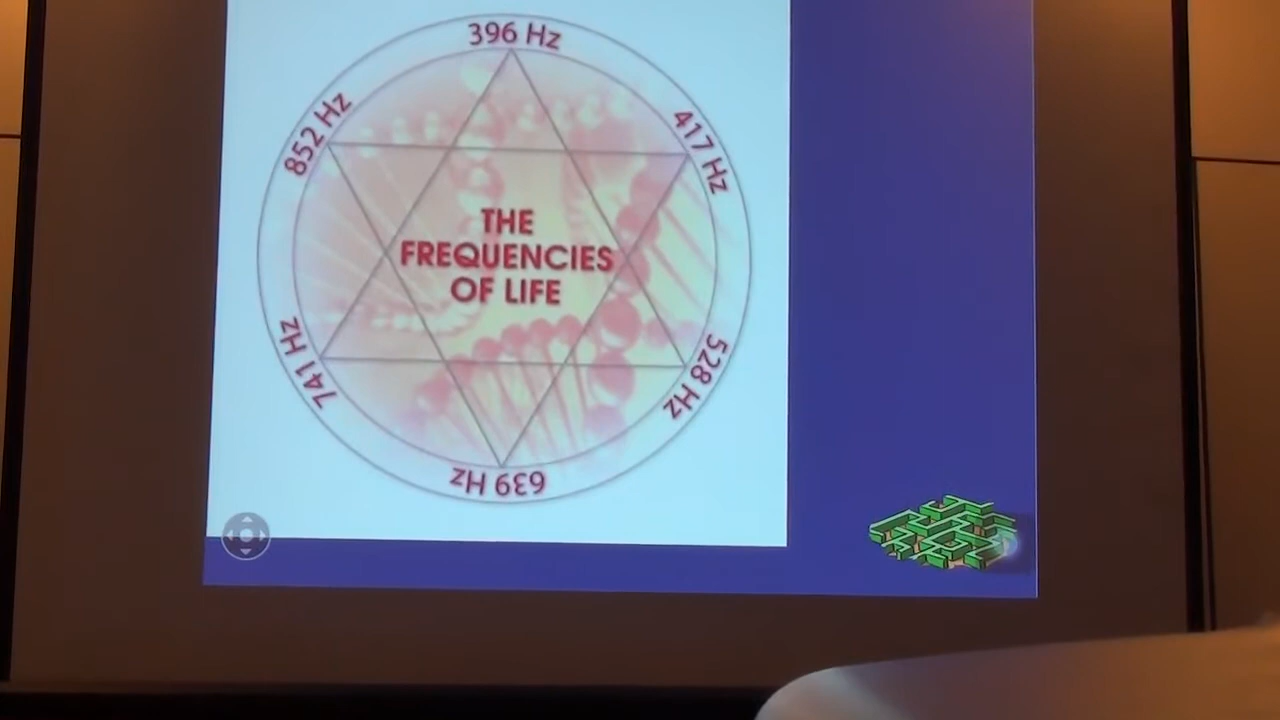 396 Hz
417 Hz
528 Hz
639 Hz
741 Hz
852 Hz
THE
FREQUENCIES
OF LIFE